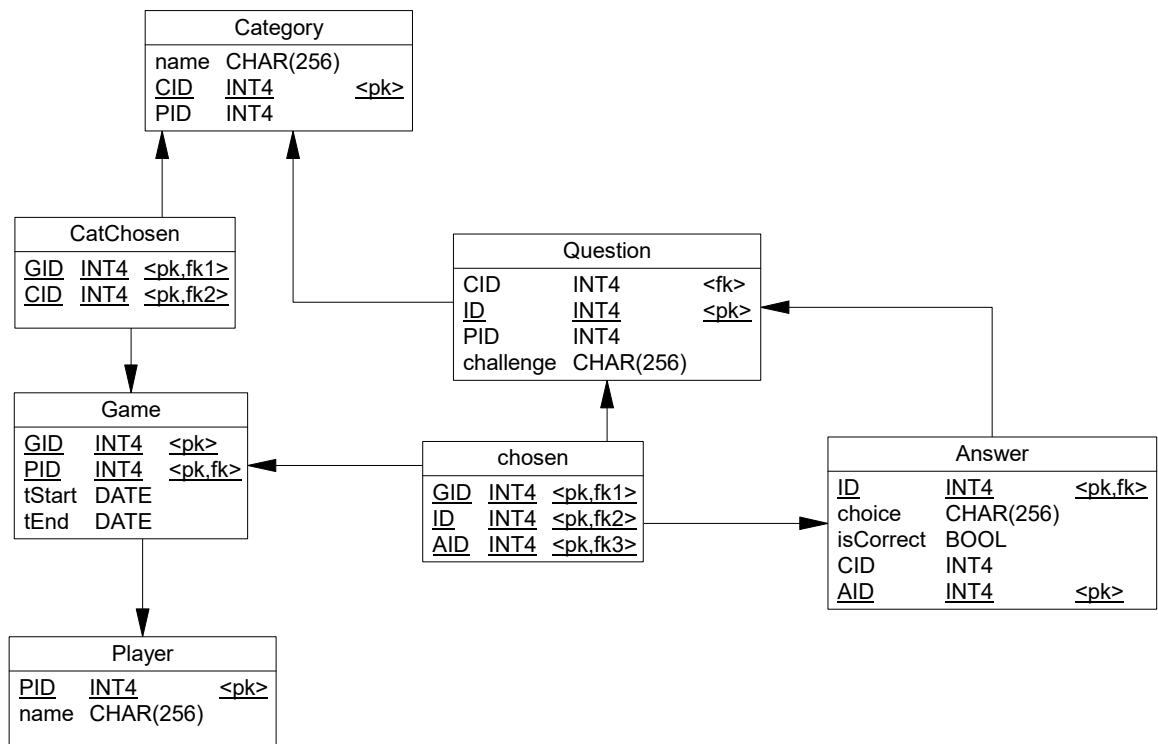 Category
name CHAR(256)
CID INT4 <pk>
PID INT4
CatChosen
GID INT4 <pk,fk1>
CID INT4 <pk,fk2>
Question
CID INT4 <fk>
ID INT4 <pk>
PID INT4
challenge CHAR(256)
Game
GID INT4 <pk>
PID INT4 <pk,fk>
tStart DATE
tEnd DATE
chosen
GID INT4 <pk,fk1>
ID INT4 <pk,fk2>
AID INT4 <pk,fk3>
Answer
ID INT4 <pk,fk>
choice CHAR(256)
isCorrect BOOL
CID INT4
AID INT4 <pk>
Player
PID INT4 <pk>
name CHAR(256)